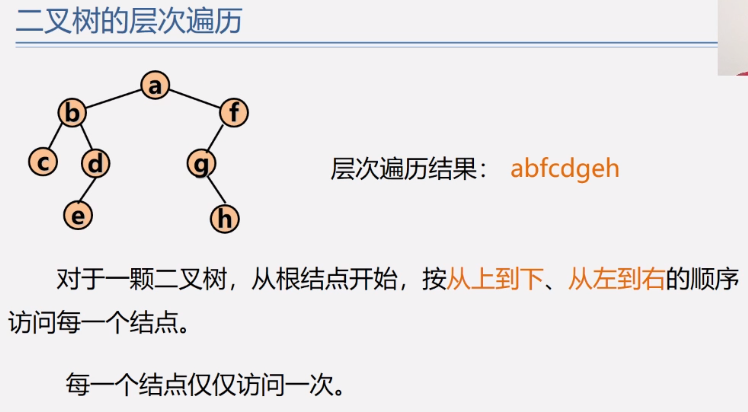 二叉树的层次遍历
a
b
f
c
d
g
层次遍历结果： abfcdgeh
e
h
对于一颗二叉树，从根结点开始，按从上到下、从左到右的顺序
访问每一个结点。
每一个结点仅仅访问一次。